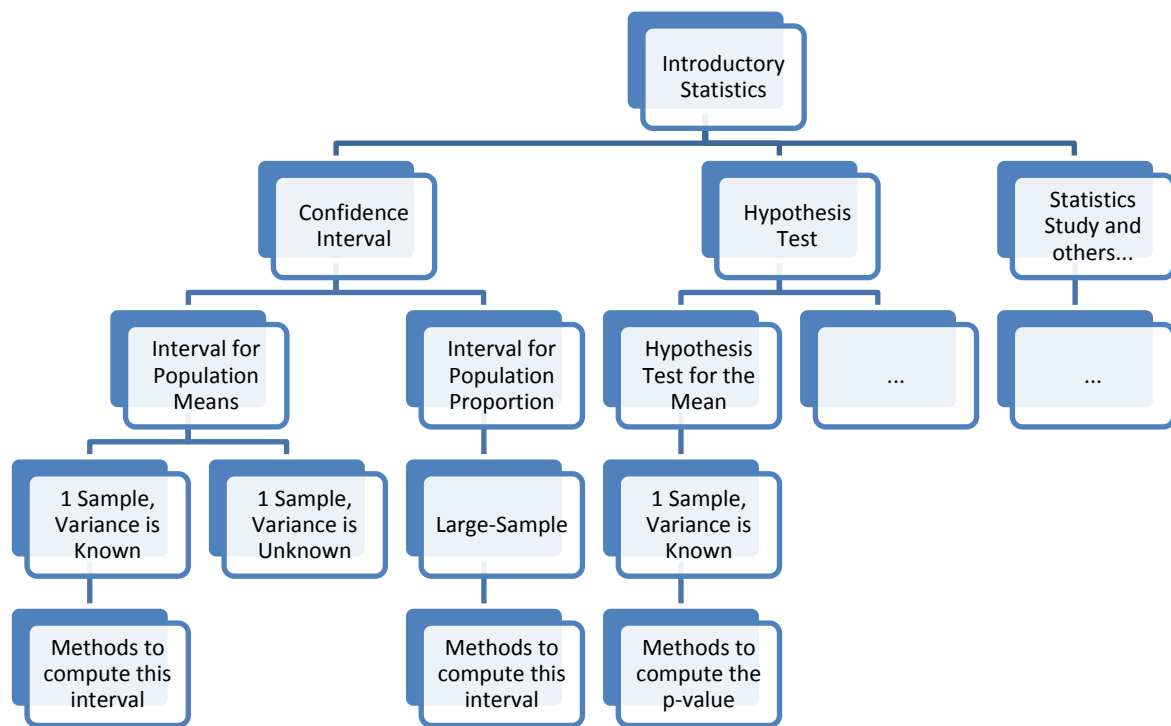 Introductory
Statistics
Confidence
Interval
Hypothesis
Test
Statistics
Study and
others...
Interval for
Population
Means
Interval for
Population
Proportion
Hypothesis
Test for the
Mean
...
...
1 Sample,
Variance is
Known
1 Sample,
Variance is
Unknown
Large-Sample
1 Sample,
Variance is
Known
Methods to
compute this
interval
Methods to
compute this
interval
Methods to
compute the
p-value